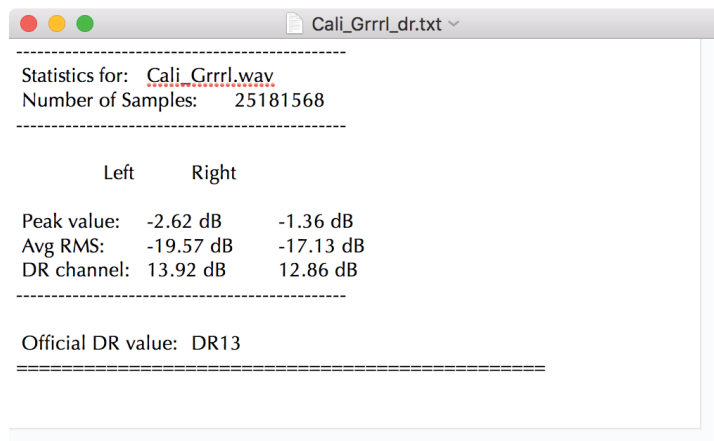 Cali_Grrrl_dr.txt
----------------------------------------------
Statistics for: Cali_Grrrl.wav
Number of Samples: 25181568
----------------------------------------------
Left Right
Peak value: -2.62 dB -1.36 dB
Avg RMS: -19.57 dB -17.13 dB
DR channel: 13.92 dB 12.86 dB
----------------------------------------------
Official DR value: DR13
==============================================